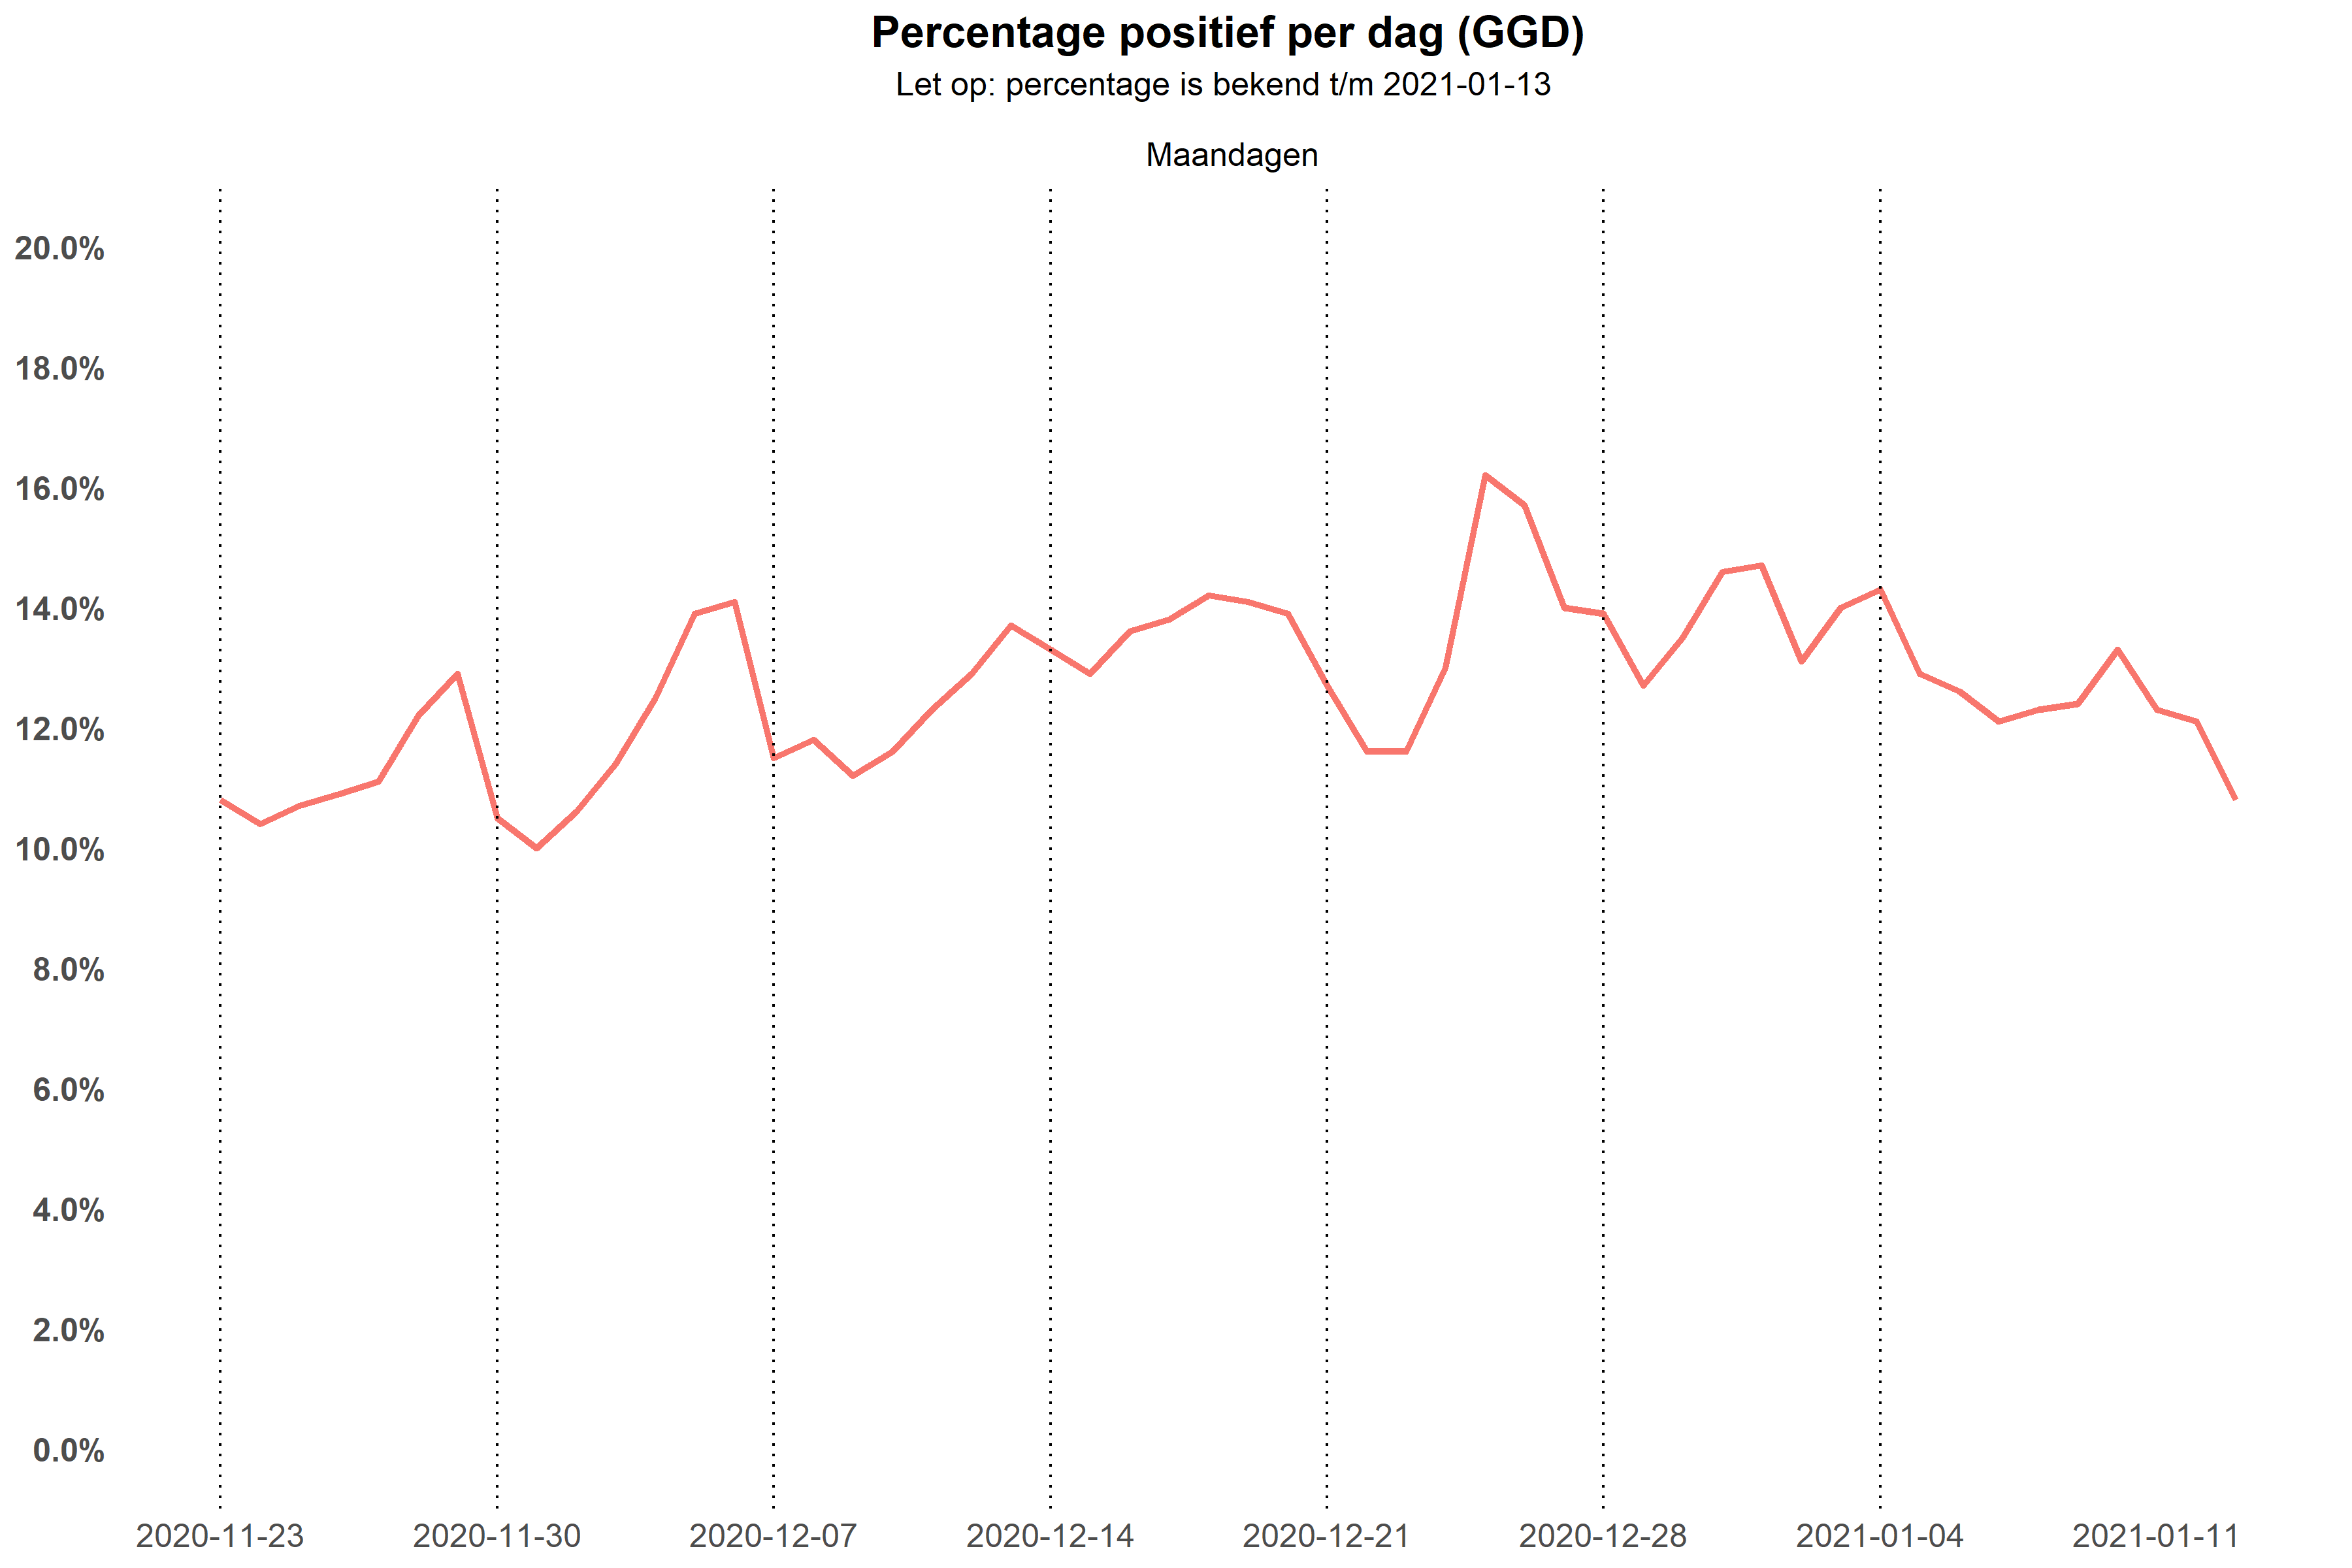 Percentage positief per dag (GGD)
Let op: percentage is bekend t/m 2021-01-13
Maandagen
20.0%
18.0%
16.0%
14.0%
12.0%
10.0%
8.0%
6.0%
4.0%
2.0%
0.0%
2020-11-23 2020-11-30 2020-12-07 2020-12-14 2020-12-21 2020-12-28 2021-01-04 2021-01-11